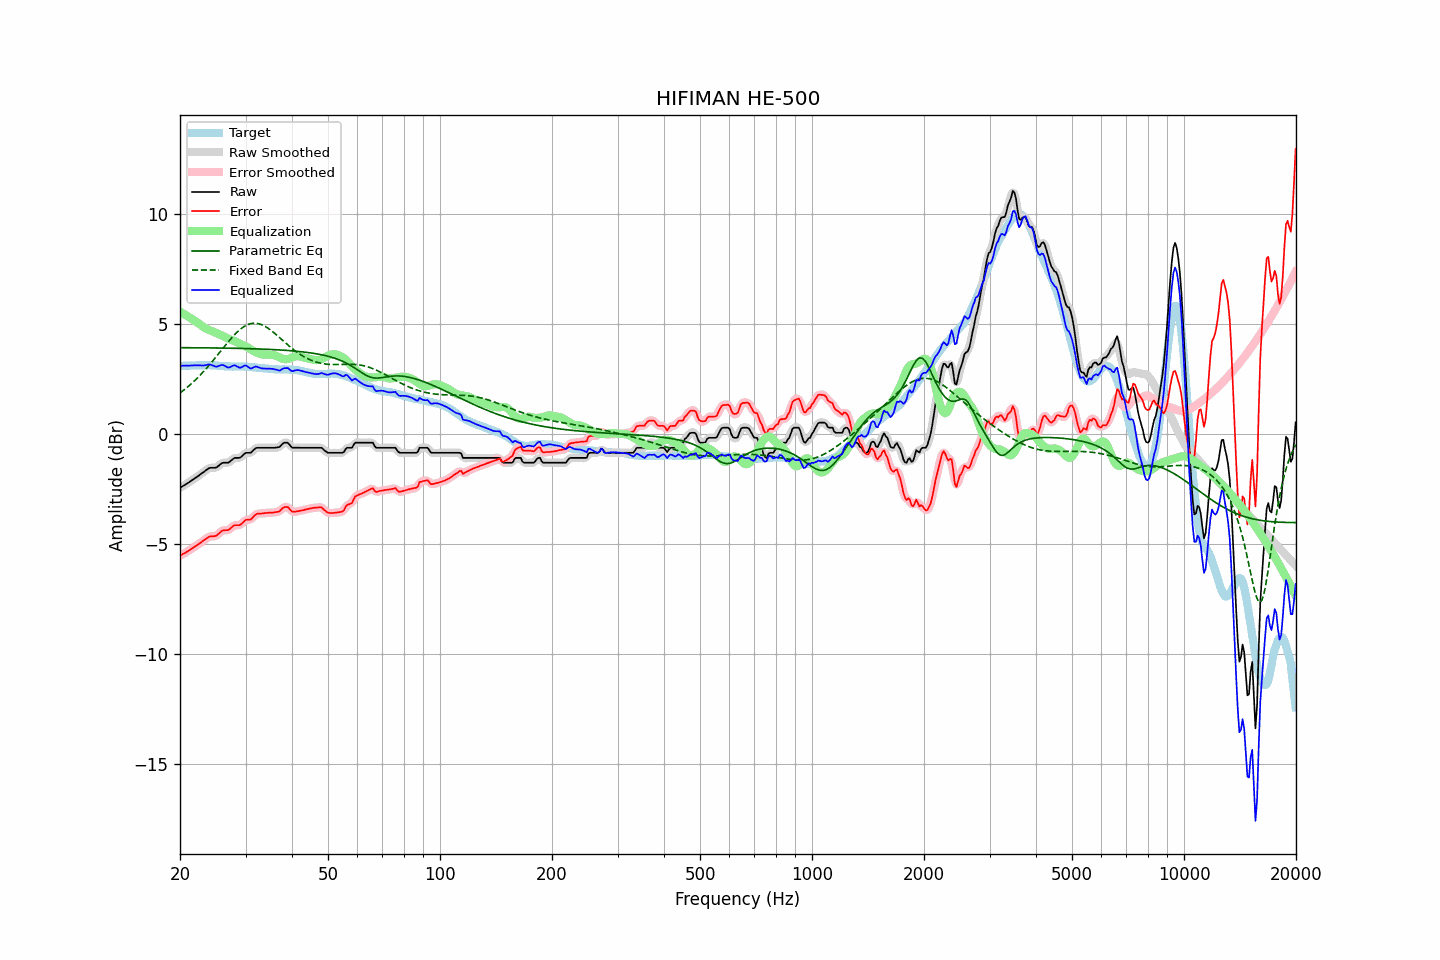 HIFIMAN HE-500
Target
Raw Smoothed
Error Smoothed
Raw
Error
Equalization
Parametric Eq
Fixed Band Eq
Equalized
10
5
0
−5
−10
−15
Amplitude (dBr)
20 50 100 200 500 1000 2000 5000 10000 20000
Frequency (Hz)